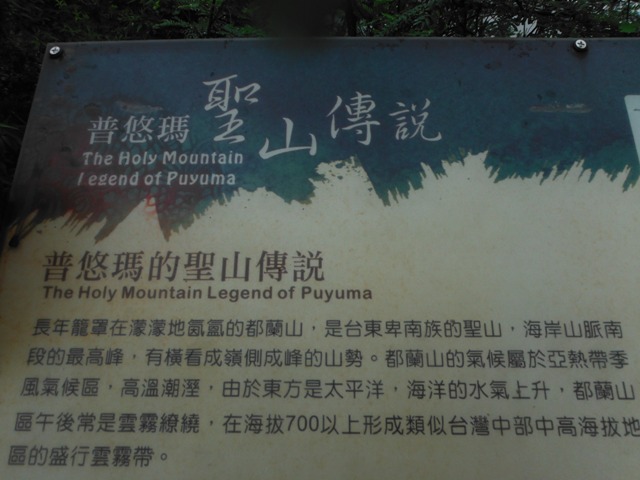 普悠瑪 聖山傳說
The Holy Mountain
Legend of Puyuma
普悠瑪的聖山傳說
The Holy Mountain Legend of Puyuma
長年籠罩在濛濛地氤氳的都蘭山，是台東卑南族的聖山，海岸山脈南
段的最高峰，有橫看成嶺側成峰的山勢。都蘭山的氣候屬於亞熱帶季
風氣候區，高溫潮溼，由於東方是太平洋，海洋的水氣上升，都蘭山
區午後常是雲霧繚繞，在海拔700以上形成類似台灣中部中高海拔地
區的盛行雲霧帶。